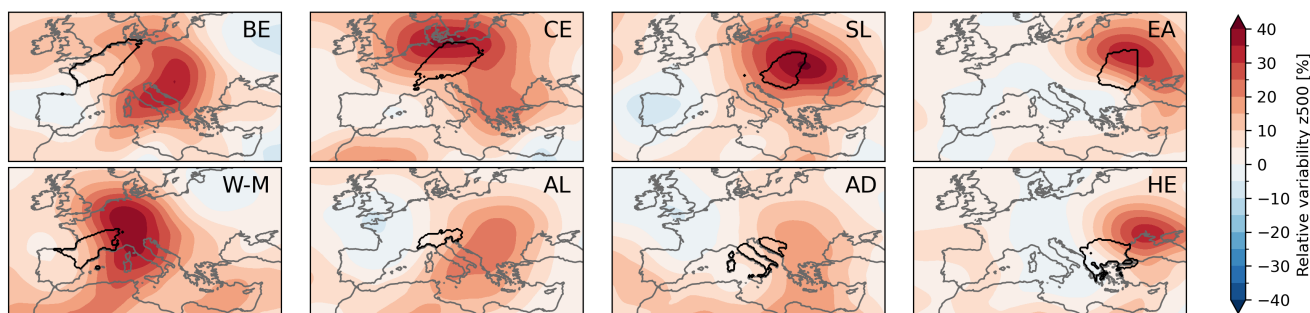 BE
CE
SL
EA
W-M
AL
AD
HE
40
30
20
10
0
−10
−20
−30
−40
Relative variability z500 [%]